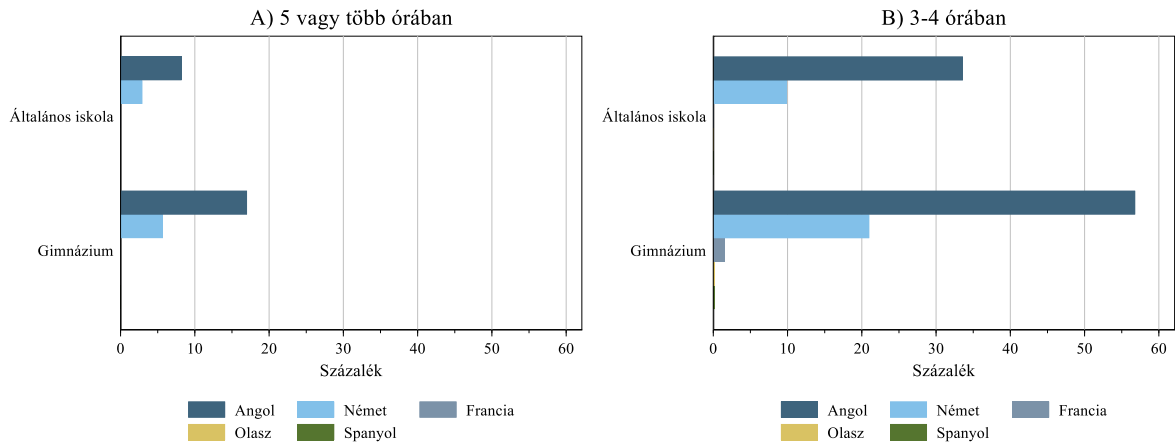 A) 5 vagy több órában
Általános iskola
Gimnázium
0 10 20 30 40 50 60
Százalék
Angol Német Francia
Olasz Spanyol
B) 3-4 órában
Általános iskola
Gimnázium
0 10 20 30 40 50 60
Százalék
Angol Német Francia
Olasz Spanyol